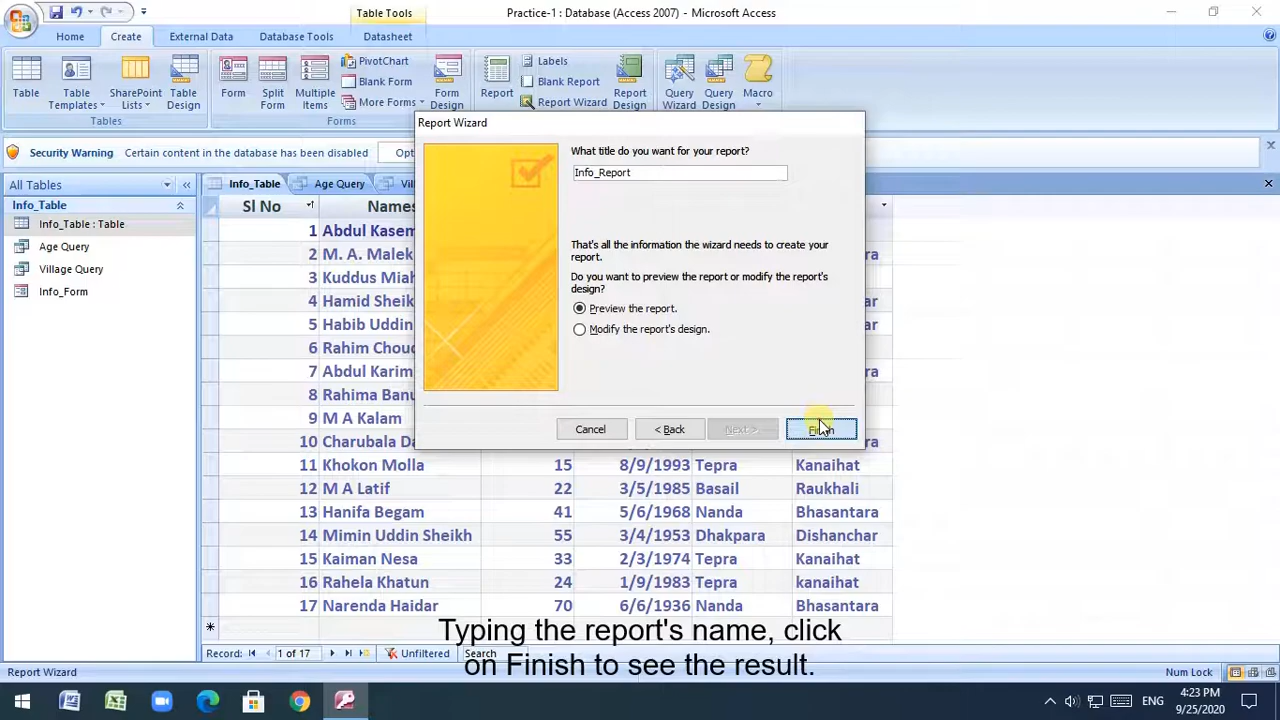 Table Tools
Practice-1 : Database (Access 2007) - Microsoft Access
Home Create External Data Database Tools Datasheet
Table
Table Templates
SharePoint Lists
Table Design
Tables
Form
Split Form
Multiple Items
PivotChart
Blank Form
More Forms
Form Design
Forms
Report
Labels
Blank Report
Report Wizard
Report Design
Query Wizard
Query Design
Macro
Security Warning Certain content in the database has been disabled
All Tables
Info_Table
Info_Table : Table
Age Query
Village Query
Info_Form
Info_Table Age Query
Sl No Names
1 Abdul Kasem
2 M. A. Malek
3 Kuddus Miah
4 Hamid Sheikh
5 Habib Uddin
6 Rahim Choud
7 Abdul Karim
8 Rahima Banu
9 M A Kalam
10 Charubala Da
11 Khokon Molla 15 8/9/1993 Tepra Kanaihat
12 M A Latif 22 3/5/1985 Basail Raukhali
13 Hanifa Begam 41 5/6/1968 Nanda Bhasantara
14 Mimin Uddin Sheikh 55 3/4/1953 Dhakpara Dishanchar
15 Kaiman Nesa 33 2/3/1974 Tepra Kanaihat
16 Rahela Khatun 24 1/9/1983 Tepra kanaihat
17 Narenda Haidar 70 6/6/1936 Nanda Bhasantara
Report Wizard
What title do you want for your report?
Info_Report
That's all the information the wizard needs to create your
report.
Do you want to preview the report or modify the report's
design?
Preview the report.
Modify the report's design.
Cancel < Back Next > Finish
Typing the report's name, click
on Finish to see the result.
Record: 1 of 17 Unfiltered Search
Report Wizard
Num Lock
ENG
4:23 PM
9/25/2020